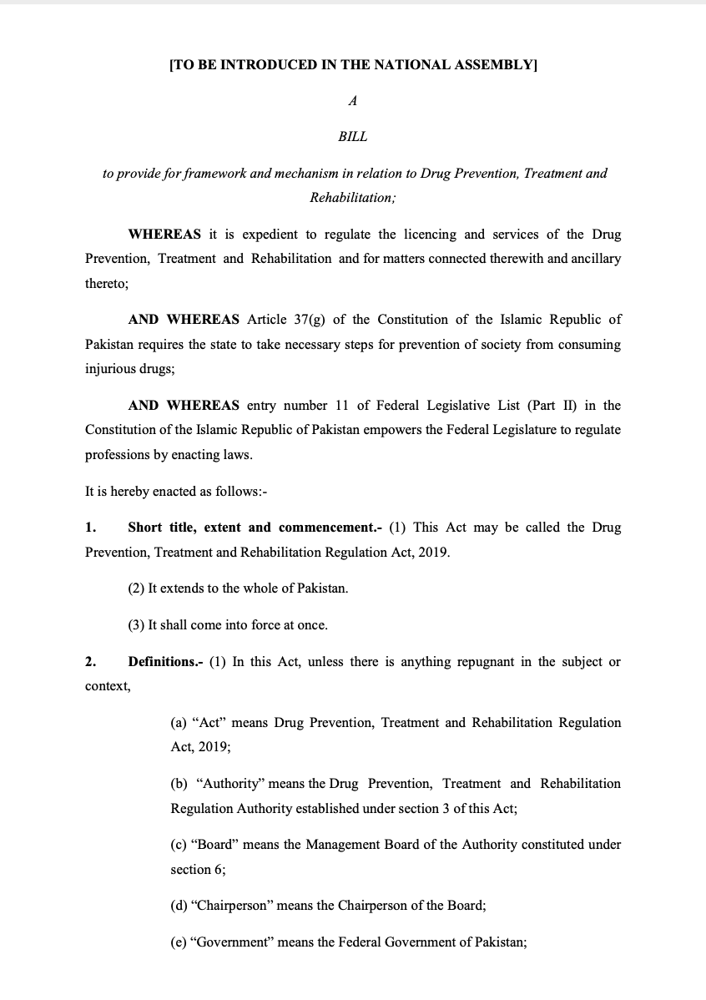 [TO BE INTRODUCED IN THE NATIONAL ASSEMBLY]
A
BILL
to provide for framework and mechanism in relation to Drug Prevention, Treatment and
Rehabilitation;
WHEREAS it is expedient to regulate the licencing and services of the Drug
Prevention, Treatment and Rehabilitation and for matters connected therewith and ancillary
thereto;
AND WHEREAS Article 37(g) of the Constitution of the Islamic Republic of
Pakistan requires the state to take necessary steps for prevention of society from consuming
injurious drugs;
AND WHEREAS entry number 11 of Federal Legislative List (Part II) in the
Constitution of the Islamic Republic of Pakistan empowers the Federal Legislature to regulate
professions by enacting laws.
It is hereby enacted as follows:-
1. Short title, extent and commencement.- (1) This Act may be called the Drug
Prevention, Treatment and Rehabilitation Regulation Act, 2019.
(2) It extends to the whole of Pakistan.
(3) It shall come into force at once.
2. Definitions.- (1) In this Act, unless there is anything repugnant in the subject or
context,
(a) “Act” means Drug Prevention, Treatment and Rehabilitation Regulation
Act, 2019;
(b) “Authority” means the Drug Prevention, Treatment and Rehabilitation
Regulation Authority established under section 3 of this Act;
(c) “Board” means the Management Board of the Authority constituted under
section 6;
(d) “Chairperson” means the Chairperson of the Board;
(e) “Government” means the Federal Government of Pakistan;